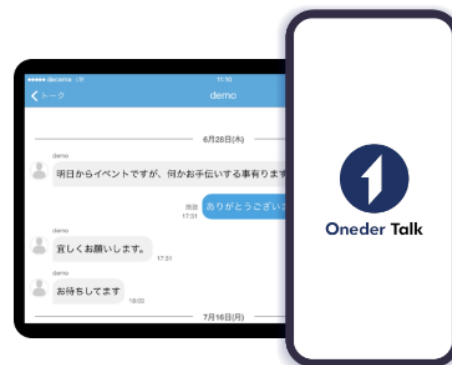 docomo
11:10
トーク
demo
6月28日(木)
demo
明日からイベントですが、何かお手伝いする事有ります
既読
17:31
ありがとうござい
demo
宜しくお願いします。
17:31
demo
お待ちしてます
18:02
7月16日(月)
Oneder Talk